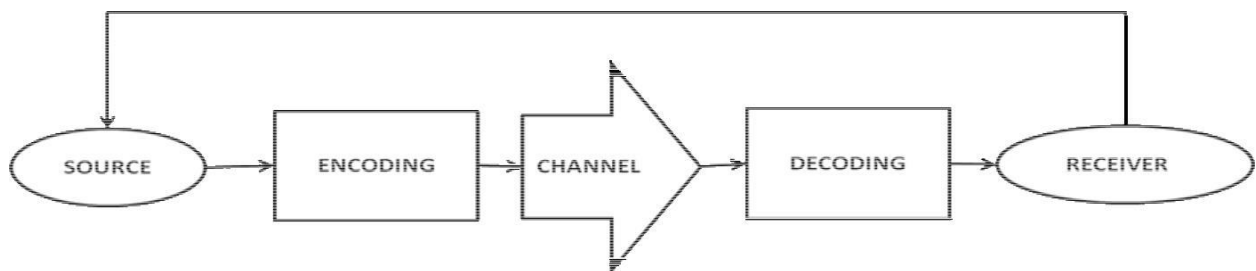 SOURCE
ENCODING
CHANNEL
DECODING
RECEIVER